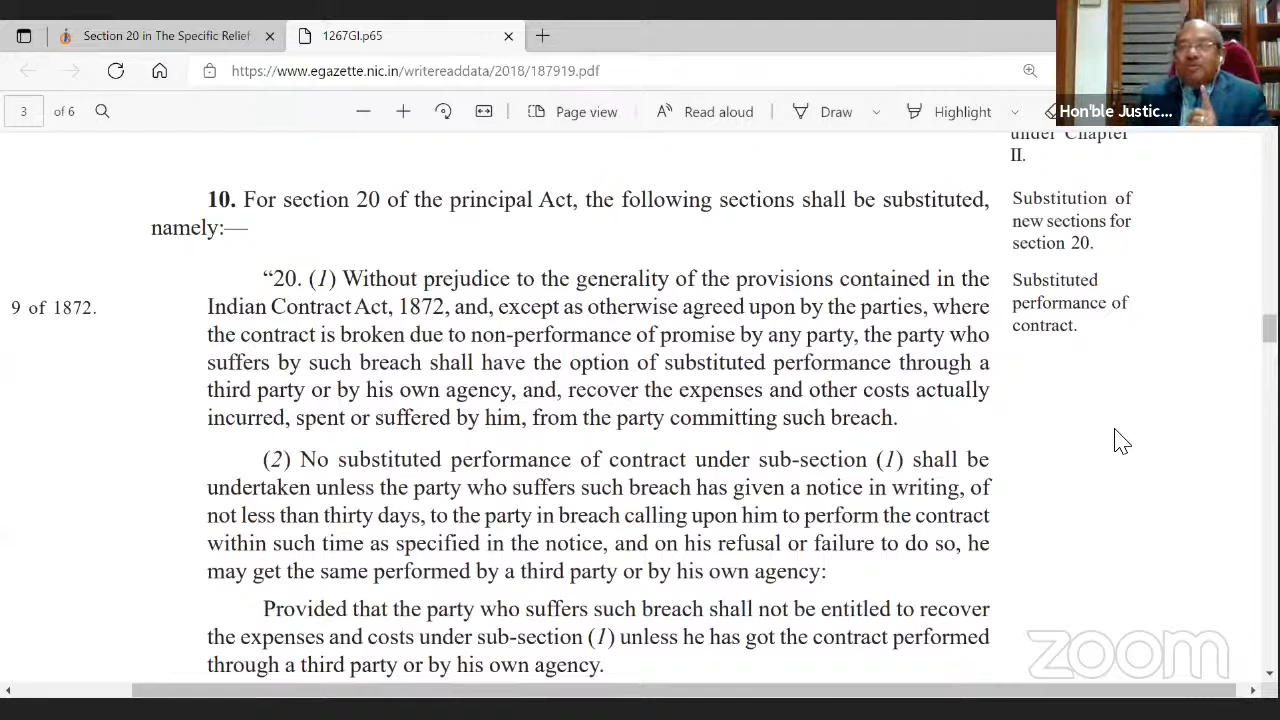 Section 20 in The Specific Relief
1267GI.p65
https://www.egazette.nic.in/writereaddata/2018/187919.pdf
3 of 6
Page view
Read aloud
Draw
Highlight
Hon'ble Justic...
under Chapter
II.
10. For section 20 of the principal Act, the following sections shall be substituted,
namely:—
Substitution of
new sections for
section 20.
“20. (1) Without prejudice to the generality of the provisions contained in the
Indian Contract Act, 1872, and, except as otherwise agreed upon by the parties, where
the contract is broken due to non-performance of promise by any party, the party who
suffers by such breach shall have the option of substituted performance through a
third party or by his own agency, and, recover the expenses and other costs actually
incurred, spent or suffered by him, from the party committing such breach.
Substituted
performance of
contract.
9 of 1872.
(2) No substituted performance of contract under sub-section (1) shall be
undertaken unless the party who suffers such breach has given a notice in writing, of
not less than thirty days, to the party in breach calling upon him to perform the contract
within such time as specified in the notice, and on his refusal or failure to do so, he
may get the same performed by a third party or by his own agency:
Provided that the party who suffers such breach shall not be entitled to recover
the expenses and costs under sub-section (1) unless he has got the contract performed
through a third party or by his own agency.
zoom